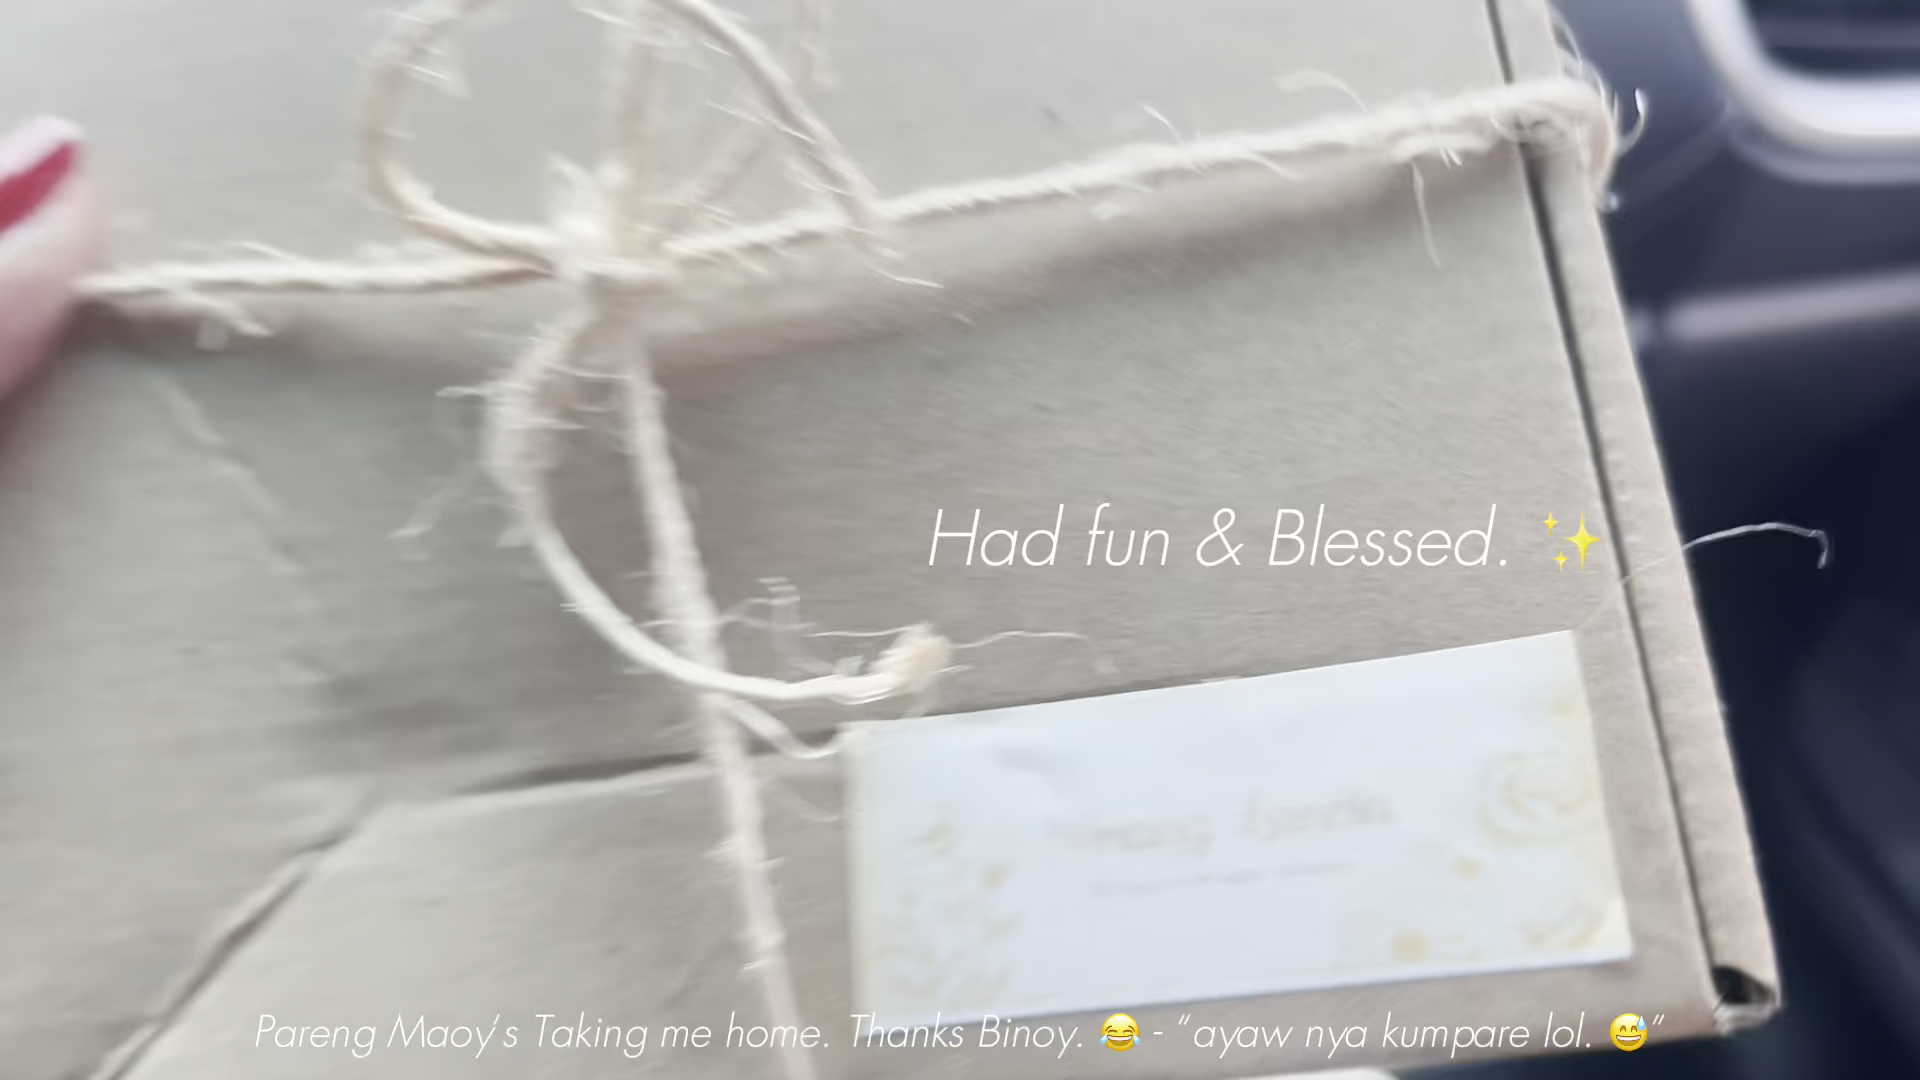 Had fun & Blessed. ✨
Pareng Maoy's Taking me home. Thanks Binoy. 😂 - “ayaw nya kumpare lol. 😅”